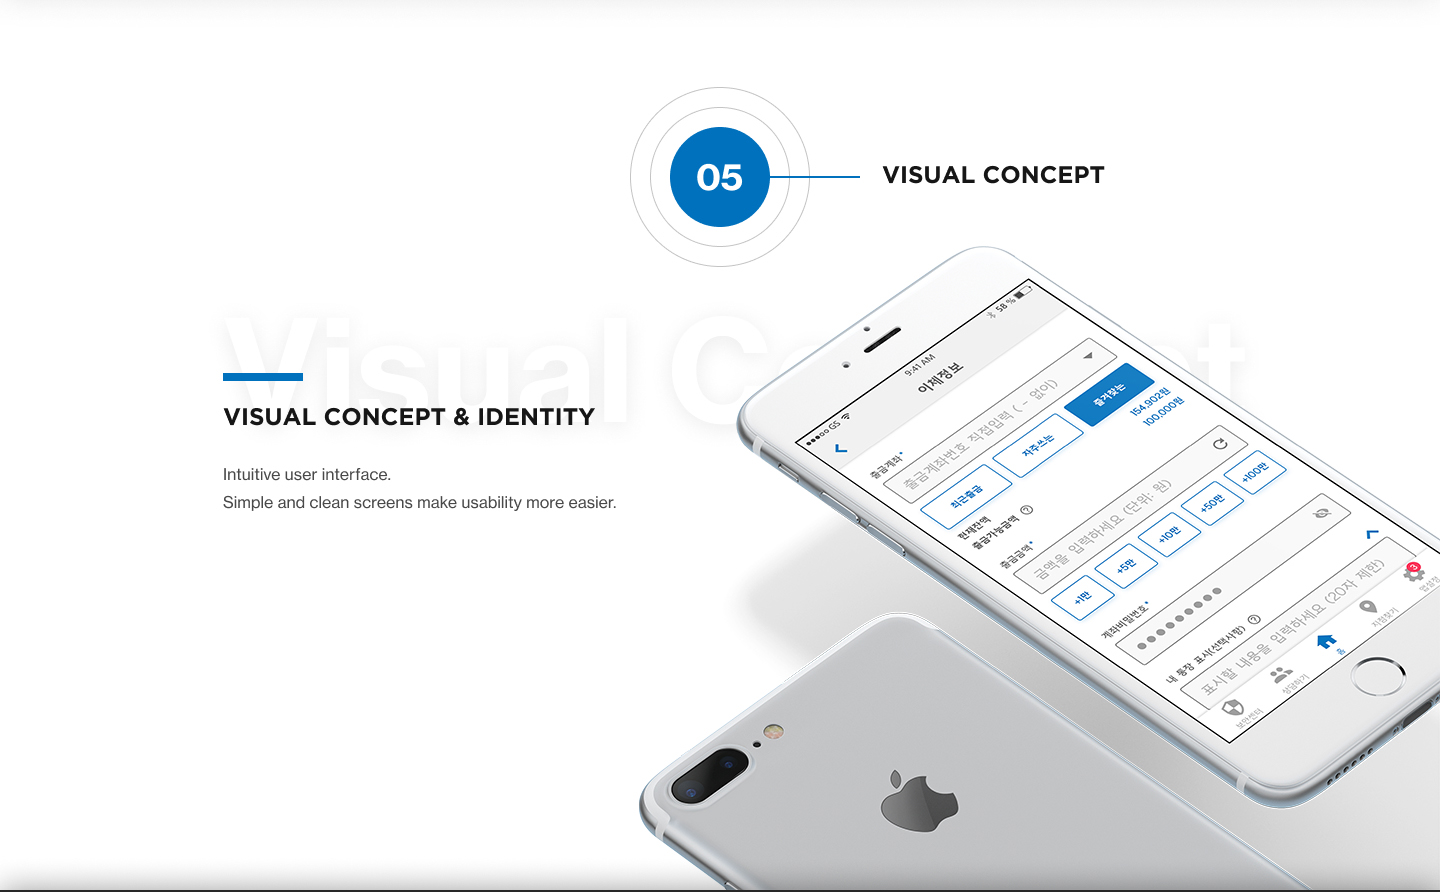 05
VISUAL CONCEPT
Visual Concept
VISUAL CONCEPT & IDENTITY
Intuitive user interface.
Simple and clean screens make usability more easier.
GS
9:41 AM
58 %
이체정보
출금계좌*
출금계좌번호 직접입력 ( - 없이)
최근출금
자주쓰는
즐겨찾는
현재잔액
154,902원
출금가능금액 ?
100,000원
출금금액*
금액을 입력하세요 (단위: 원)
+1만
+5만
+10만
+50만
+100만
계좌비밀번호*
내 통장 표시(선택사항) ?
표시할 내용을 입력하세요 (20자 제한)
보안센터
상담하기
홈
지점찾기
3
앱설정